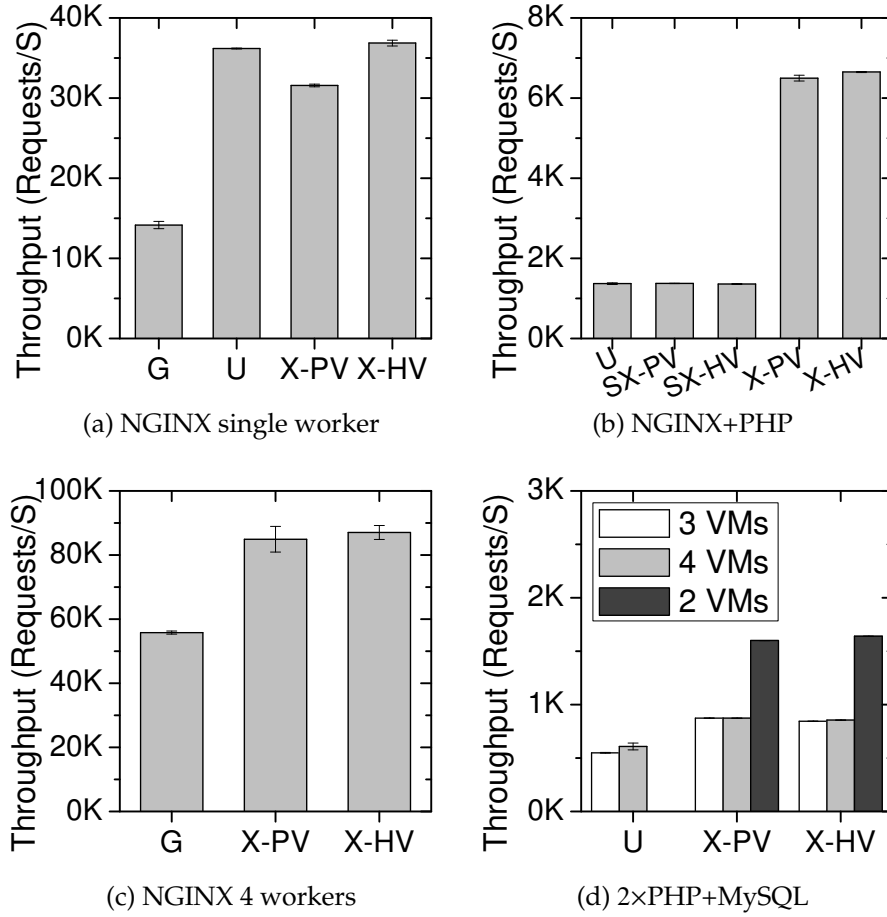 Throughput (Requests/S)
40K
30K
20K
10K
0K
G U X-PV X-HV
(a) NGINX single worker
Throughput (Requests/S)
8K
6K
4K
2K
0K
U SX-PV SX-HV X-PV X-HV
(b) NGINX+PHP
Throughput (Requests/S)
100K
80K
60K
40K
20K
0K
G X-PV X-HV
(c) NGINX 4 workers
Throughput (Requests/S)
3K
2K
1K
0K
3 VMs
4 VMs
2 VMs
U X-PV X-HV
(d) 2×PHP+MySQL